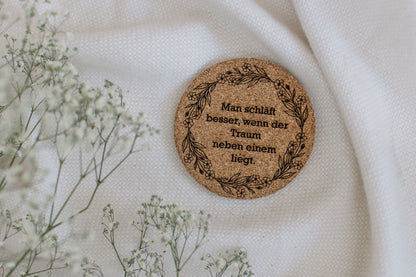 Man schläft
besser, wenn der
Traum
neben einem
liegt.